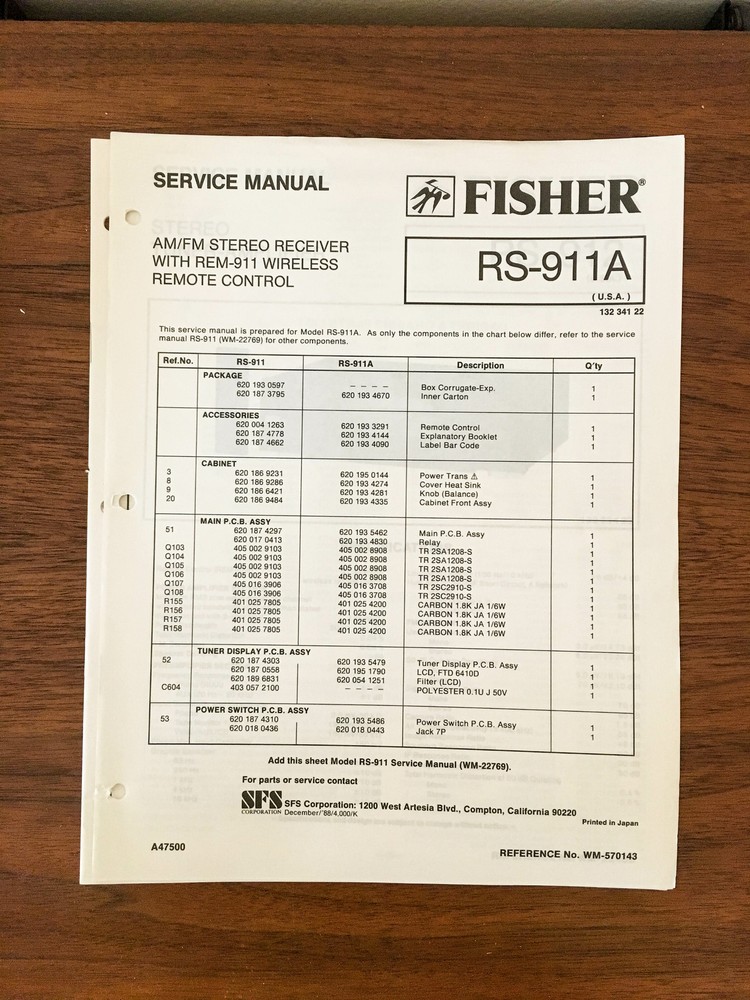 SERVICE MANUAL
FISHER®
AM/FM STEREO RECEIVER
WITH REM-911 WIRELESS
REMOTE CONTROL
RS-911A
( U.S.A. )
132 341 22
This service manual is prepared for Model RS-911A. As only the components in the chart below differ, refer to the service
manual RS-911 (WM-22769) for other components.
Ref.No. RS-911 RS-911A Description Q'ty
PACKAGE
620 193 0597 – – – – Box Corrugate-Exp. 1
620 187 3795 620 193 4670 Inner Carton 1
ACCESSORIES
620 004 1263 620 193 3291 Remote Control 1
620 187 4778 620 193 4144 Explanatory Booklet 1
620 187 4662 620 193 4090 Label Bar Code 1
CABINET
3 620 186 9231 620 195 0144 Power Trans ⚠ 1
8 620 186 9286 620 193 4274 Cover Heat Sink 1
9 620 186 6421 620 193 4281 Knob (Balance) 1
20 620 186 9484 620 193 4335 Cabinet Front Assy 1
MAIN P.C.B. ASSY
51 620 187 4297 620 193 5462 Main P.C.B. Assy 1
620 017 0413 620 193 4830 Relay 1
Q103 405 002 9103 405 002 8908 TR 2SA1208-S 1
Q104 405 002 9103 405 002 8908 TR 2SA1208-S 1
Q105 405 002 9103 405 002 8908 TR 2SA1208-S 1
Q106 405 002 9103 405 002 8908 TR 2SA1208-S 1
Q107 405 016 3906 405 016 3708 TR 2SC2910-S 1
Q108 405 016 3906 405 016 3708 TR 2SC2910-S 1
R155 401 025 7805 401 025 4200 CARBON 1.8K JA 1/6W 1
R156 401 025 7805 401 025 4200 CARBON 1.8K JA 1/6W 1
R157 401 025 7805 401 025 4200 CARBON 1.8K JA 1/6W 1
R158 401 025 7805 401 025 4200 CARBON 1.8K JA 1/6W 1
TUNER DISPLAY P.C.B. ASSY
52 620 187 4303 620 193 5479 Tuner Display P.C.B. Assy 1
620 187 0558 620 195 1790 LCD, FTD 6410D 1
620 189 6831 620 054 1251 Filter (LCD) 1
C604 403 057 2100 – – – – POLYESTER 0.1U J 50V 1
POWER SWITCH P.C.B. ASSY
53 620 187 4310 620 193 5486 Power Switch P.C.B. Assy 1
620 018 0436 620 018 0443 Jack 7P 1
Add this sheet Model RS-911 Service Manual (WM-22769).
For parts or service contact
SFS CORPORATION SFS Corporation: 1200 West Artesia Blvd., Compton, California 90220
December/'88/4,000/K
Printed in Japan
A47500
REFERENCE No. WM-570143